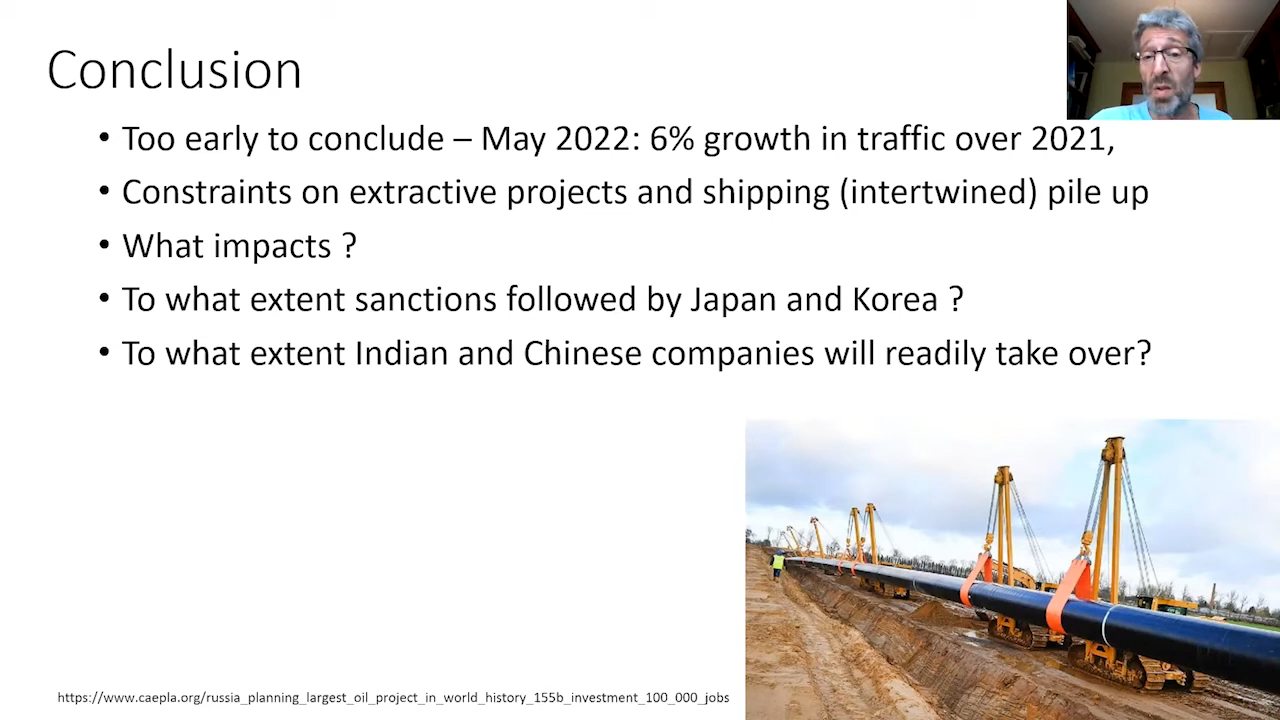 Conclusion
• Too early to conclude – May 2022: 6% growth in traffic over 2021,
• Constraints on extractive projects and shipping (intertwined) pile up
• What impacts ?
• To what extent sanctions followed by Japan and Korea ?
• To what extent Indian and Chinese companies will readily take over?
https://www.caepla.org/russia_planning_largest_oil_project_in_world_history_155b_investment_100_000_jobs